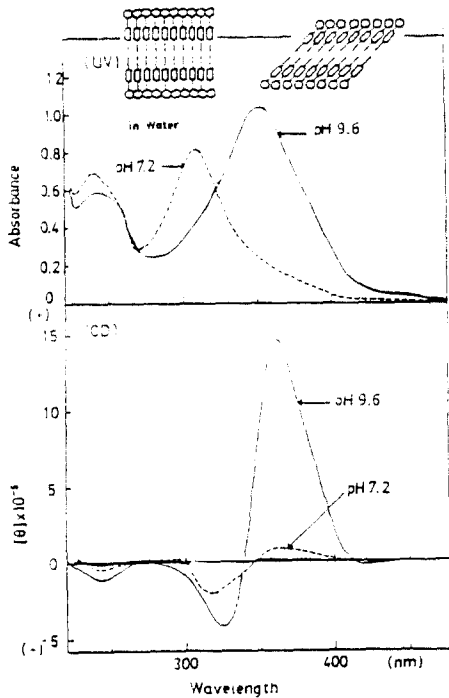 (UV)
1.2
in Water
1.0
pH 9.6
pH 7.2
0.8
0.6
0.4
0.2
0
Absorbance
(+)
(CD)
15
pH 9.6
10
pH 7.2
5
0
-5
(-)
300
400
(nm)
Wavelength